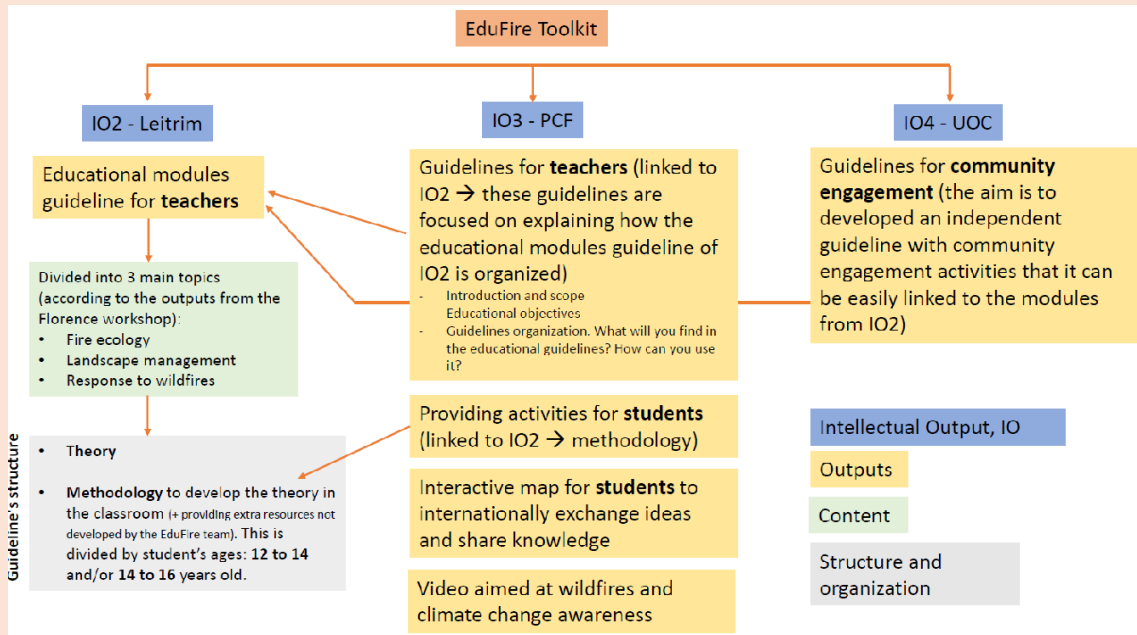 EduFire Toolkit
IO2 - Leitrim
IO3 - PCF
IO4 - UOC
Educational modules
guideline for teachers
Guidelines for teachers (linked to
IO2 → these guidelines are
focused on explaining how the
educational modules guideline of
IO2 is organized)
- Introduction and scope
Educational objectives
- Guidelines organization. What will you find in
the educational guidelines? How can you use
it?
Guidelines for community
engagement (the aim is to
developed an independent
guideline with community
engagement activities that it can
be easily linked to the modules
from IO2)
Divided into 3 main topics
(according to the outputs from the
Florence workshop):
• Fire ecology
• Landscape management
• Response to wildfires
Guideline's structure
• Theory
• Methodology to develop the theory in
the classroom (+ providing extra resources not
developed by the EduFire team). This is
divided by student's ages: 12 to 14
and/or 14 to 16 years old.
Providing activities for students
(linked to IO2 → methodology)
Interactive map for students to
internationally exchange ideas
and share knowledge
Video aimed at wildfires and
climate change awareness
Intellectual Output, IO
Outputs
Content
Structure and
organization